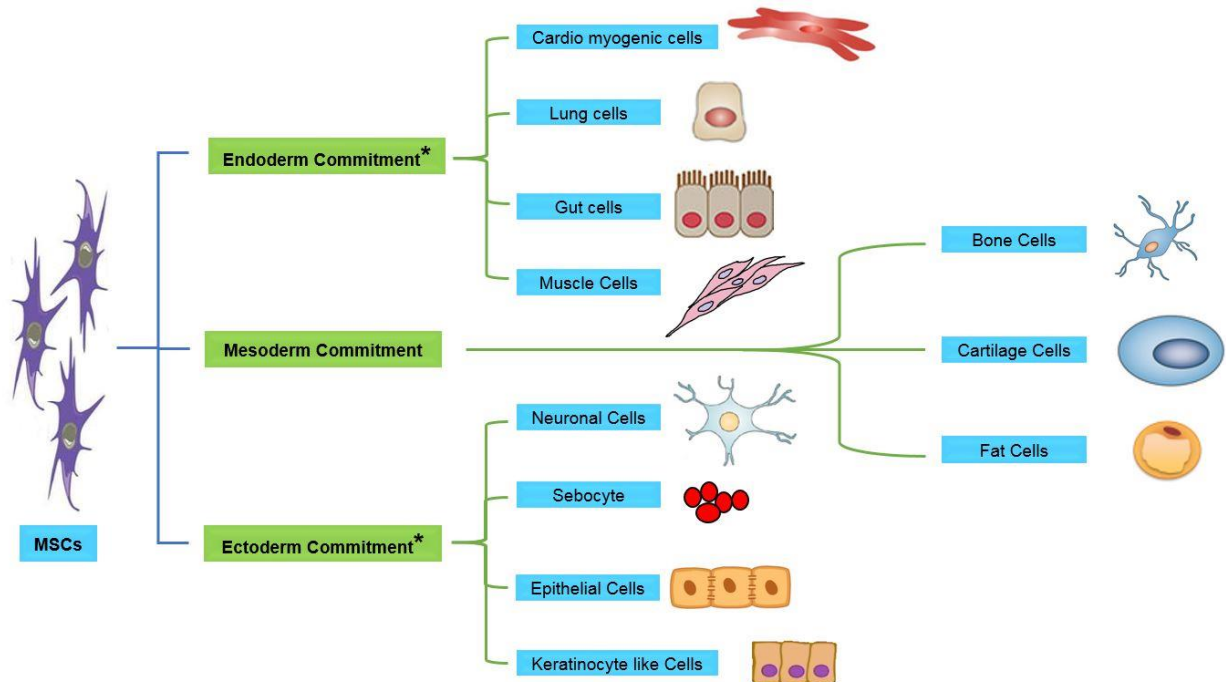 Cardio myogenic cells
Lung cells
Endoderm Commitment*
Gut cells
Bone Cells
Muscle Cells
Mesoderm Commitment
Cartilage Cells
Neuronal Cells
Fat Cells
Sebocyte
MSCs
Ectoderm Commitment*
Epithelial Cells
Keratinocyte like Cells